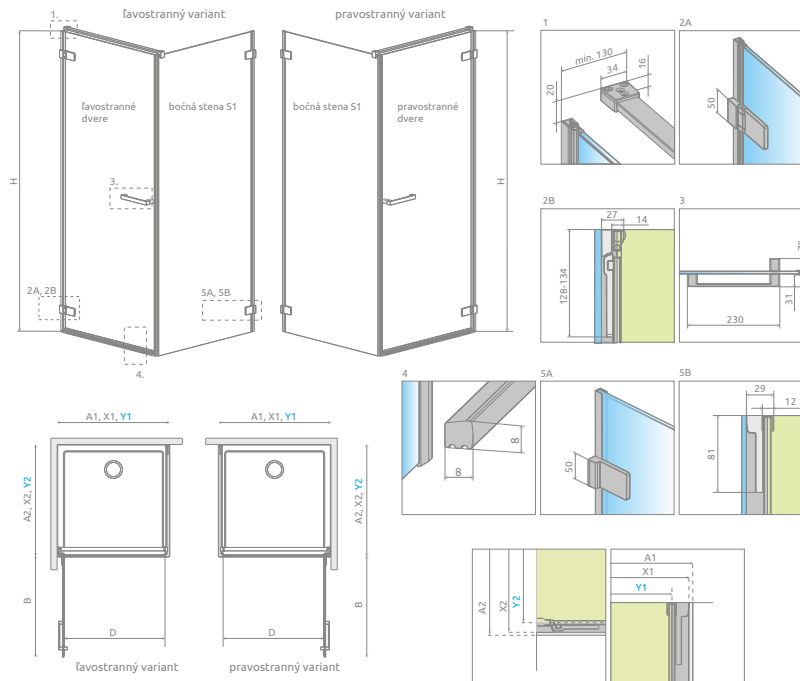 ľavostranný variant
pravostranný variant
1.
H
ľavostranné
dvere
bočná stena S1
3.
2A, 2B
5A, 5B
4.
bočná stena S1
pravostranné
dvere
H
1
min. 130
34
16
20
2A
50
2B
27
14
128-134
3
230
31
4
8
8
5A
50
5B
29
12
81
A1, X1, Y1
A2, X2, Y2
B
D
ľavostranný variant
A1, X1, Y1
A2, X2, Y2
B
D
pravostranný variant
A2
X2
Y2
A1
X1
Y1